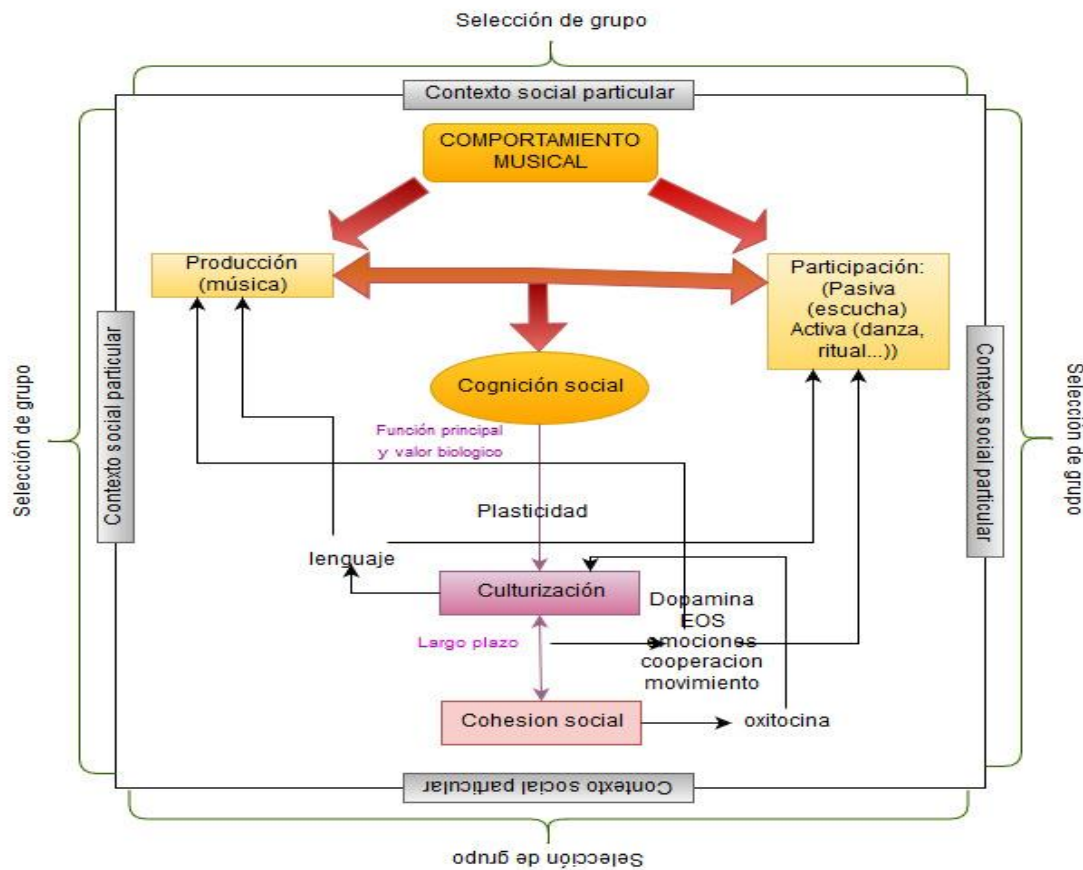 Selección de grupo
Contexto social particular
COMPORTAMIENTO
MUSICAL
Producción
(música)
Participación:
(Pasiva
(escucha)
Activa (danza,
ritual...))
Selección de grupo
Contexto social particular
Contexto social particular
Selección de grupo
Cognición social
Función principal
y valor biologico
Plasticidad
lenguaje
Culturización
Dopamina
EOS
emociones
cooperacion
movimiento
Largo plazo
Cohesion social
oxitocina
Contexto social particular
Selección de grupo